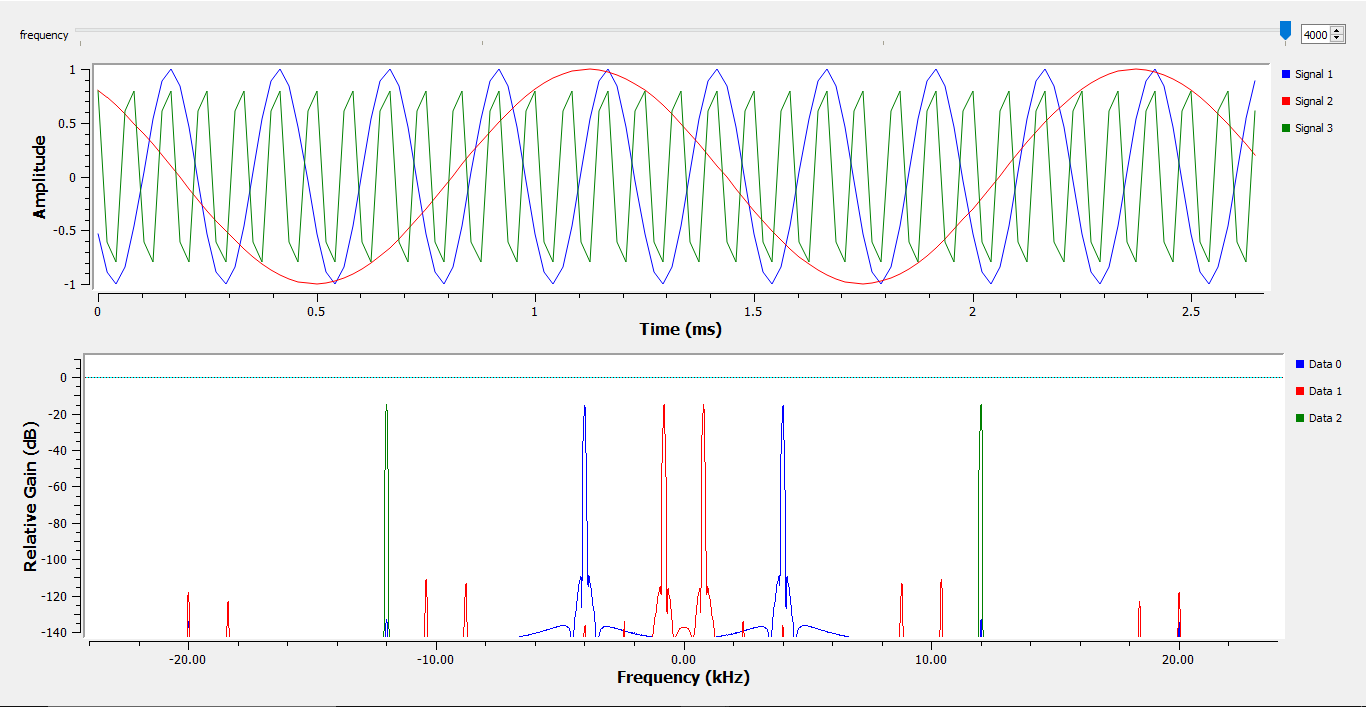 frequency
4000
1
0.5
0
-0.5
-1
Amplitude
0
0.5
1
1.5
2
2.5
Time (ms)
Signal 1
Signal 2
Signal 3
0
-20
-40
-60
-80
-100
-120
-140
Relative Gain (dB)
-20.00
-10.00
0.00
10.00
20.00
Frequency (kHz)
Data 0
Data 1
Data 2